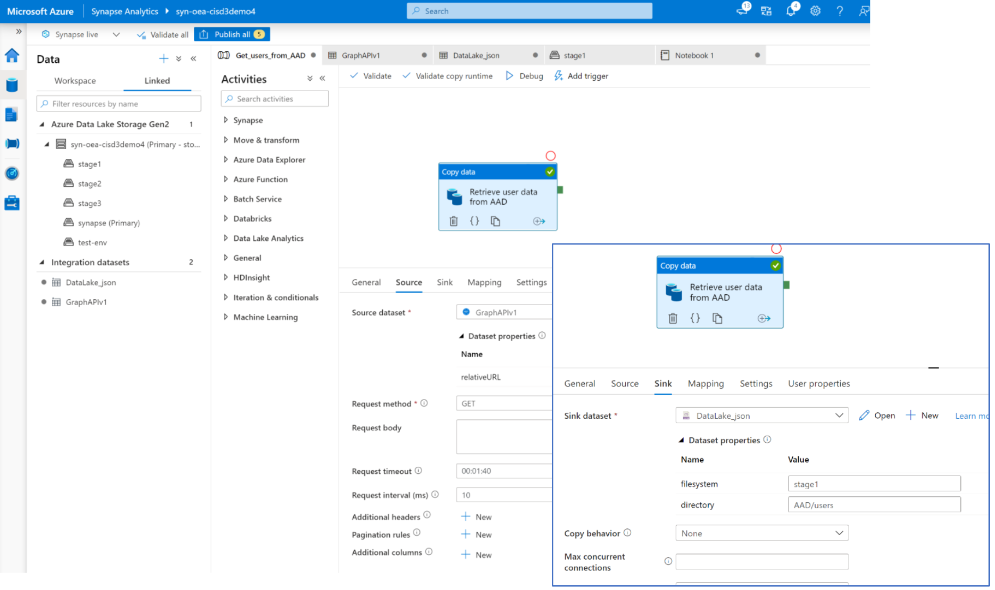 Microsoft Azure
Synapse Analytics
syn-oea-cisd3demo4
Search
13
4
Synapse live
Validate all
Publish all
5
Data
Workspace
Linked
Filter resources by name
Azure Data Lake Storage Gen2
1
syn-oea-cisd3demo4 (Primary - sto...
stage1
stage2
stage3
synapse (Primary)
test-env
Integration datasets
2
DataLake_json
GraphAPIv1
Get_users_from_AAD
GraphAPIv1
DataLake_json
stage1
Notebook 1
Activities
Search activities
Synapse
Move & transform
Azure Data Explorer
Azure Function
Batch Service
Databricks
Data Lake Analytics
General
HDInsight
Iteration & conditionals
Machine Learning
Validate
Validate copy runtime
Debug
Add trigger
Copy data
Retrieve user data
from AAD
General
Source
Sink
Mapping
Settings
Source dataset *
GraphAPIv1
Dataset properties
Name
relativeURL
Request method *
GET
Request body
Request timeout
00:01:40
Request interval (ms)
10
Additional headers
New
Pagination rules
New
Additional columns
New
Copy data
Retrieve user data
from AAD
General
Source
Sink
Mapping
Settings
User properties
Sink dataset *
DataLake_json
Open
New
Learn mo
Dataset properties
Name
Value
filesystem
stage1
directory
AAD/users
Copy behavior
None
Max concurrent
connections